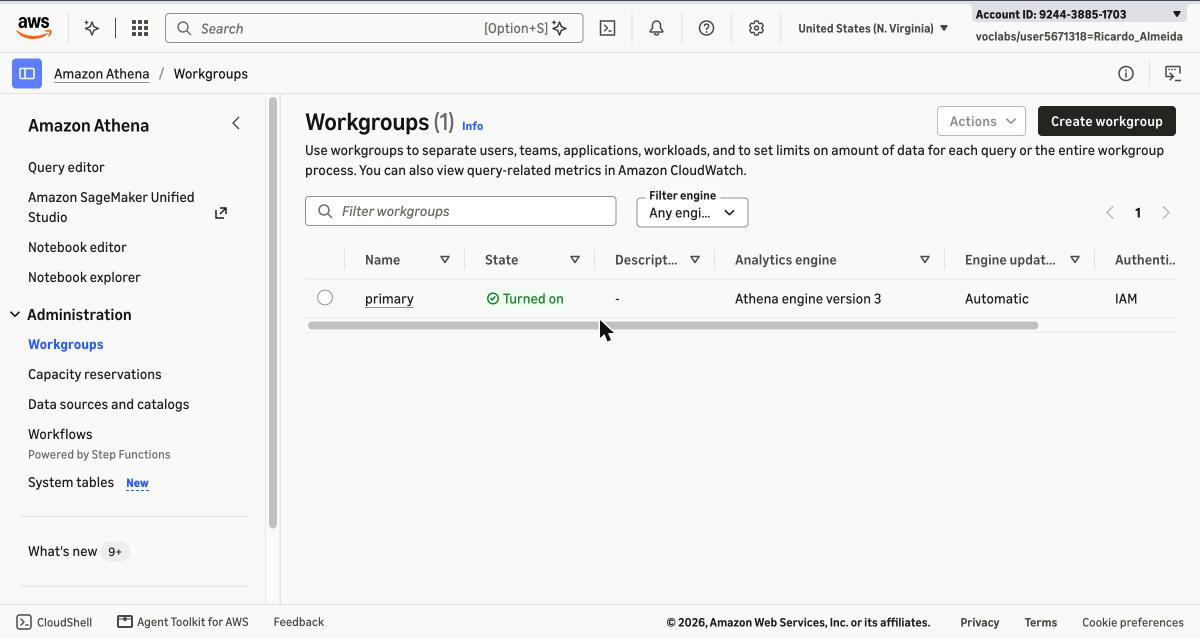 aws
Search
[Option+S]
United States (N. Virginia)
Account ID: 9244-3885-1703
voclabs/user5671318=Ricardo_Almeida
Amazon Athena / Workgroups
Amazon Athena
Query editor
Amazon SageMaker Unified
Studio
Notebook editor
Notebook explorer
Administration
Workgroups
Capacity reservations
Data sources and catalogs
Workflows
Powered by Step Functions
System tables New
What's new 9+
Workgroups (1) Info
Actions
Create workgroup
Use workgroups to separate users, teams, applications, workloads, and to set limits on amount of data for each query or the entire workgroup
process. You can also view query-related metrics in Amazon CloudWatch.
Filter workgroups
Filter engine
Any engi...
1
Name State Descript... Analytics engine Engine updat... Authenti..
primary Turned on - Athena engine version 3 Automatic IAM
CloudShell Agent Toolkit for AWS Feedback © 2026, Amazon Web Services, Inc. or its affiliates. Privacy Terms Cookie preferences